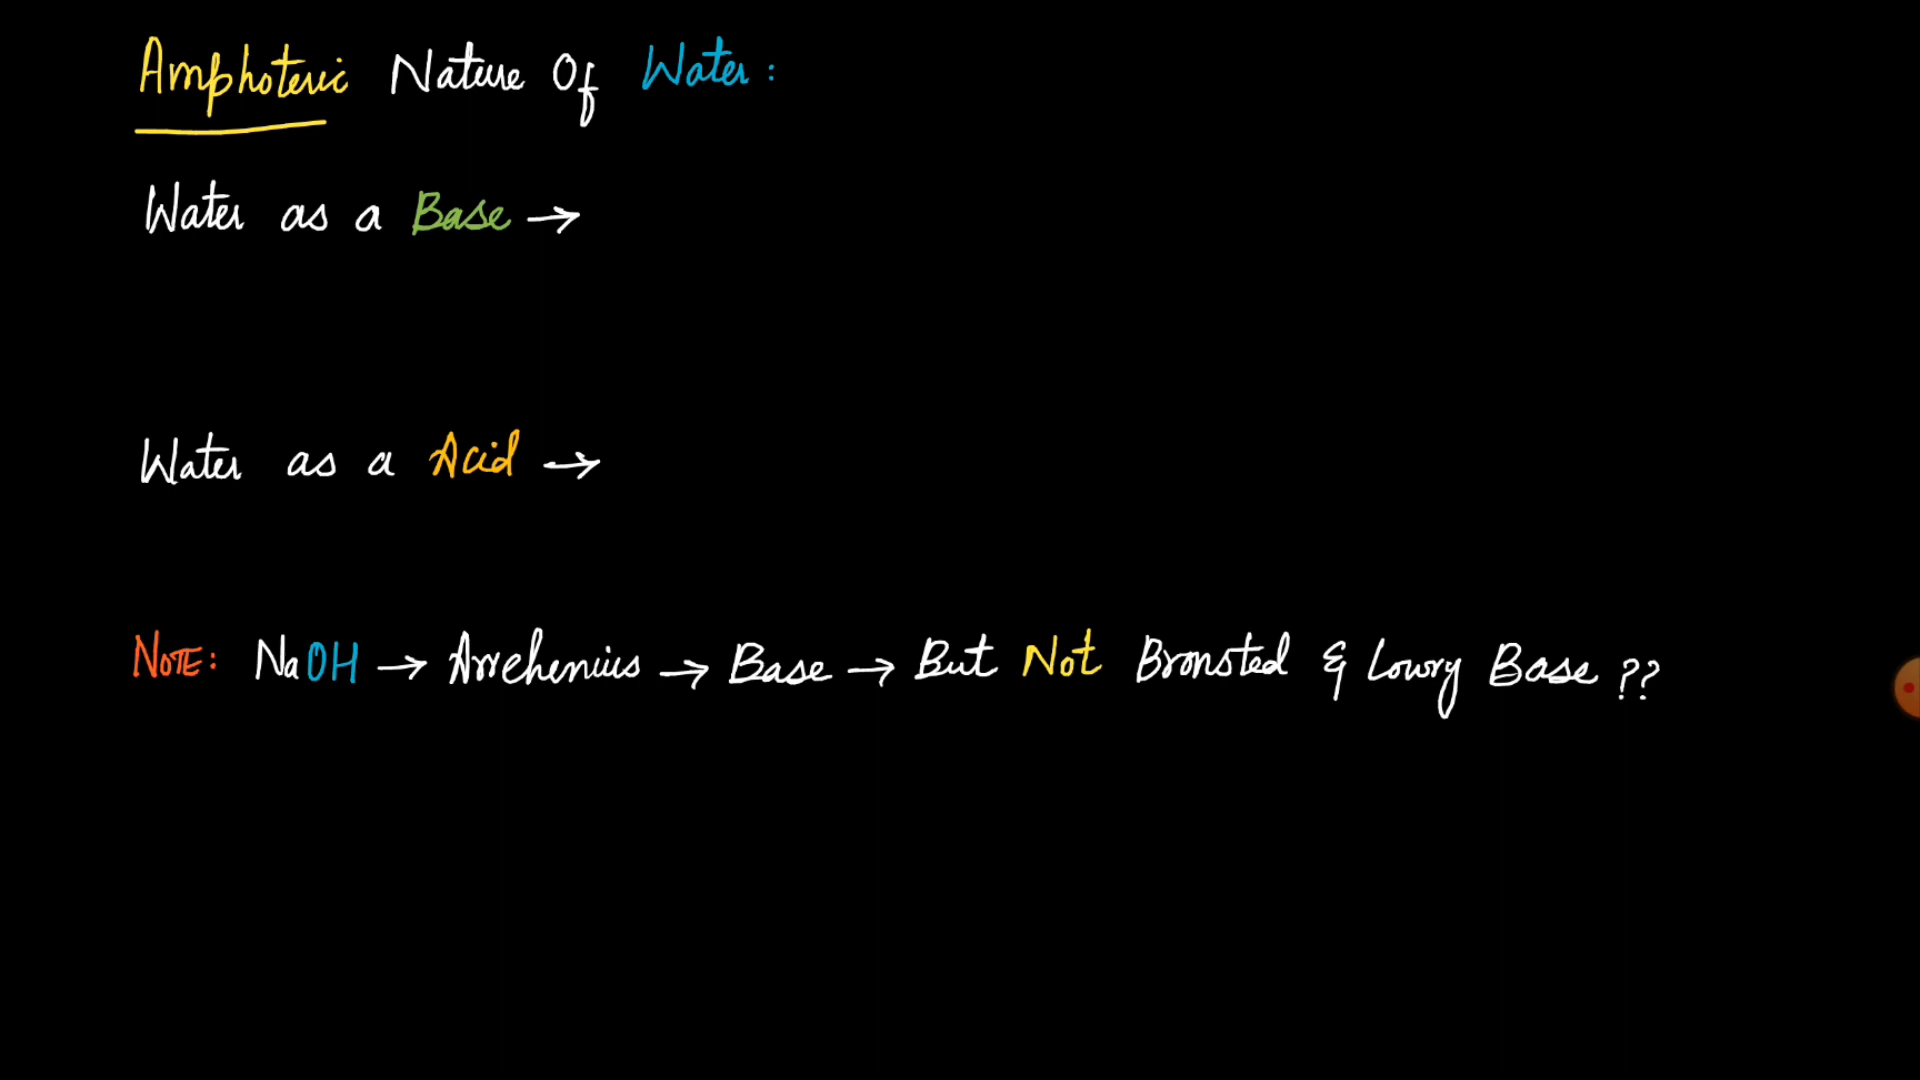 Amphoteric Nature Of Water:
Water as a Base →
Water as a Acid →
NOTE: NaOH → Arrehenius → Base → But Not Bronsted & Lowry Base ??